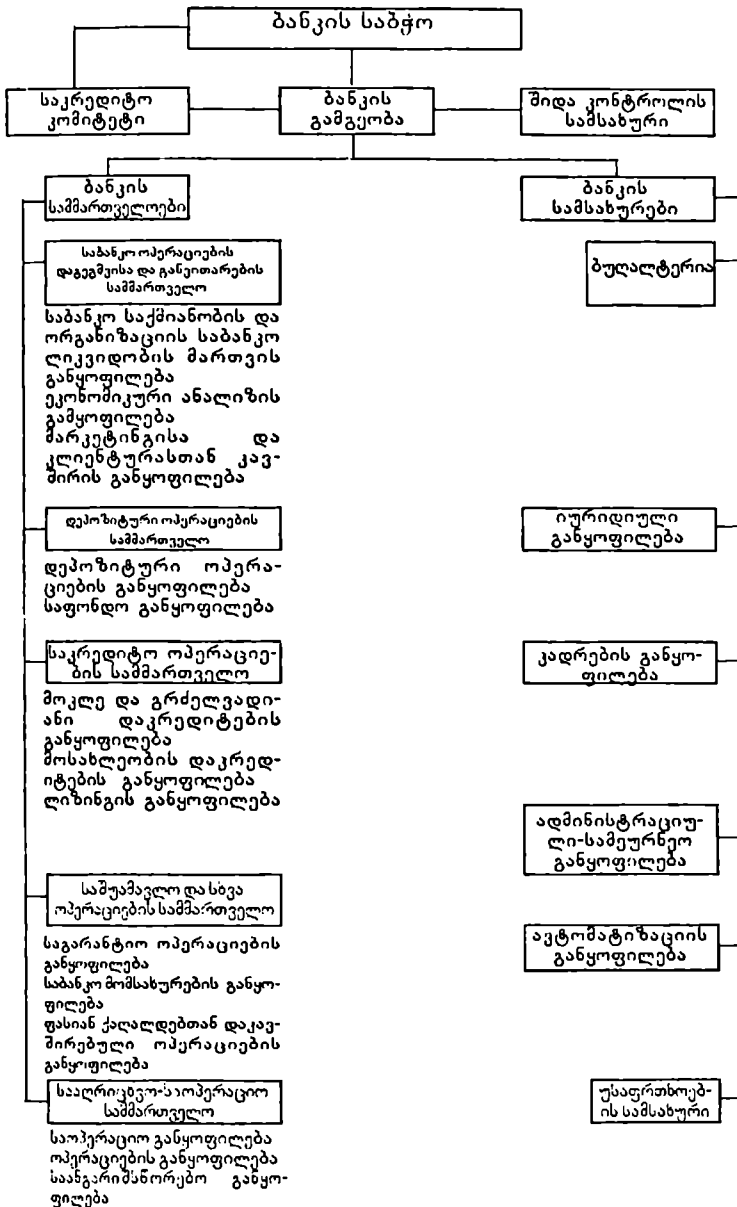 ბანკის საბჭო
საკრედიტო
კომიტეტი
ბანკის
გამგეობა
შიდა კონტროლის
სამსახური
ბანკის
სამმართველოები
ბანკის
სამსახურები
საბანკო ოპერაციების
დაგეგმვისა და განვითარების
სამმართველო
ბუღალტერია
საბანკო საქმიანობის და
ორგანიზაციის საბანკო
ლიკვიდობის მართვის
განყოფილება
ეკონომიკური ანალიზის
გამყოფილება
მარკეტინგისა და
კლიენტურასთან კავ-
შირის განყოფილება
დეპოზიტური ოპერაციების
სამმართველო
იურიდიული
განყოფილება
დეპოზიტური ოპერა-
ციების განყოფილება
საფონდო განყოფილება
საკრედიტო ოპერაციე-
ბის სამმართველო
კადრების განყო-
ფილება
მოკლე და გრძელვადი-
ანი დაკრედიტების
განყოფილება
მოსახლეობის დაკრედ-
იტების განყოფილება
ლიზინგის განყოფილება
ადმინისტრაციუ-
ლი-სამეურნეო
განყოფილება
საშუამავლო და სხვა
ოპერაციების სამმართველო
ავტომატიზაციის
განყოფილება
საგარანტიო ოპერაციების
განყოფილება
საბანკო მომსახურების განყო-
ფილება
ფასიან ქაღალდებთან დაკავ-
შირებული ოპერაციების
განყოფილება
სააღრიცხვო-საოპერაციო
სამმართველო
უსაფრთხოებ-
ის სამსახური
საოპერაციო განყოფილება
ოპერაციების განყოფილება
საანგარიშსწორებო განყო-
ფილება